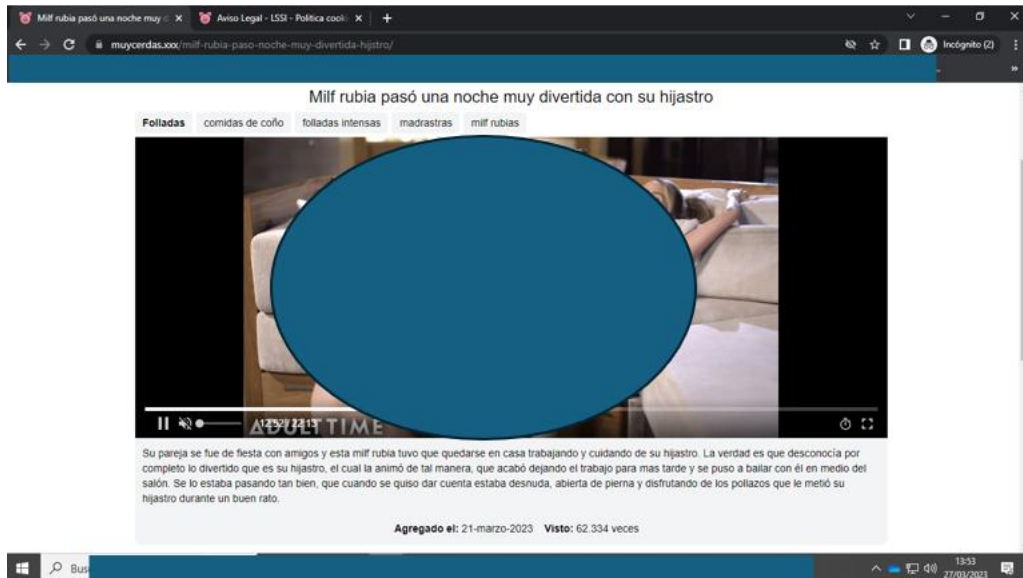 Milf rubia pasó una noche muy d
Aviso Legal - LSSI - Politica cook
muycerdas.xxx/milf-rubia-paso-noche-muy-divertida-hijstro/
Incógnito (2)
Milf rubia pasó una noche muy divertida con su hijastro
Folladas comidas de coño folladas intensas madrastras milf rubias
12:52 / 22:13
ADULT TIME
Su pareja se fue de fiesta con amigos y esta milf rubia tuvo que quedarse en casa trabajando y cuidando de su hijastro. La verdad es que desconocía por
completo lo divertido que es su hijastro, el cual la animó de tal manera, que acabó dejando el trabajo para mas tarde y se puso a bailar con él en medio del
salón. Se lo estaba pasando tan bien, que cuando se quiso dar cuenta estaba desnuda, abierta de pierna y disfrutando de los pollazos que le metió su
hijastro durante un buen rato.
Agregado el: 21-marzo-2023 Visto: 62.334 veces
Bus
13:53
27/03/2023